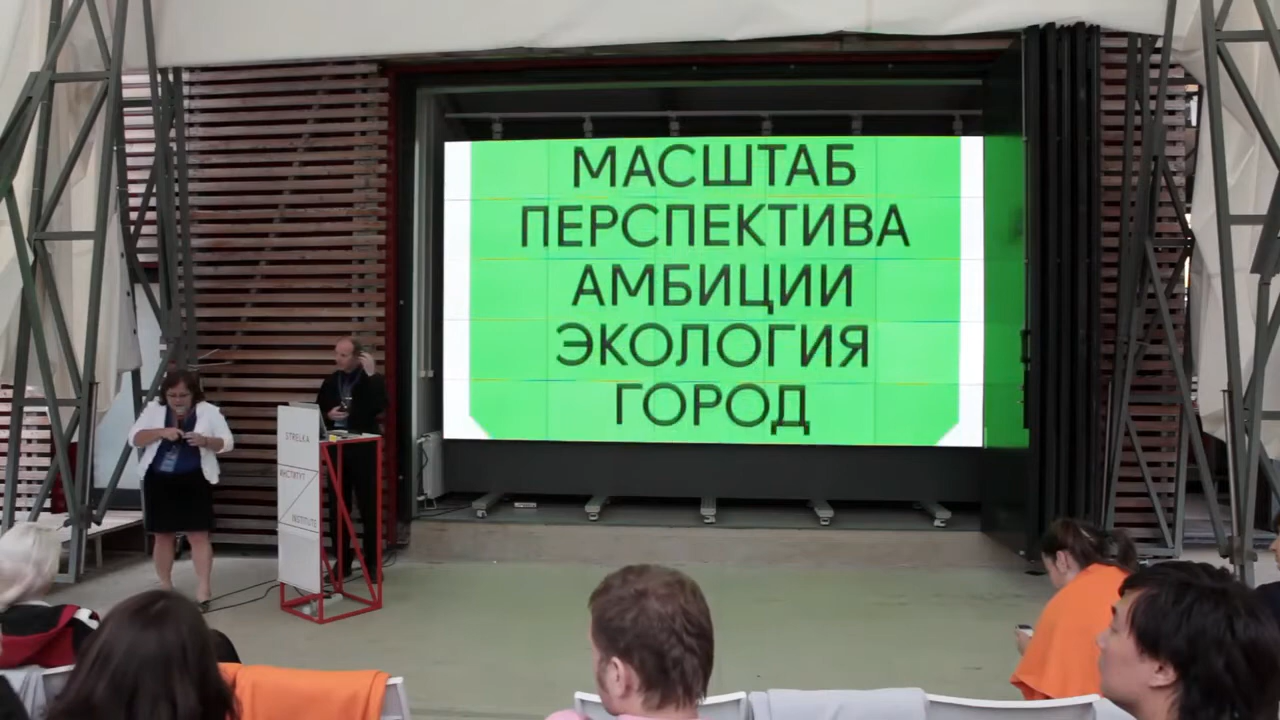 МАСШТАБ
ПЕРСПЕКТИВА
АМБИЦИИ
ЭКОЛОГИЯ
ГОРОД
STRELKA
ИНСТИТУТ
INSTITUTE